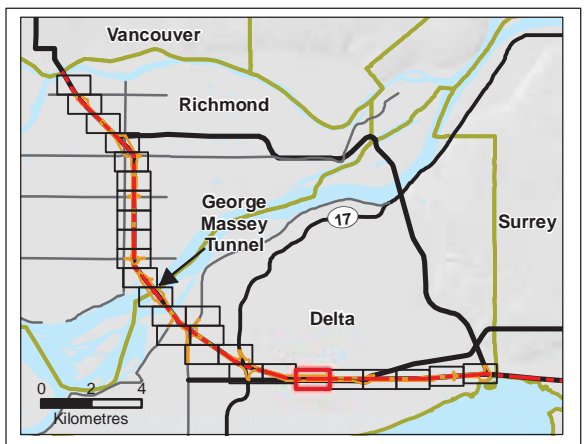 Vancouver
Richmond
George
Massey
Tunnel
17
Surrey
Delta
0 2 4
Kilometres